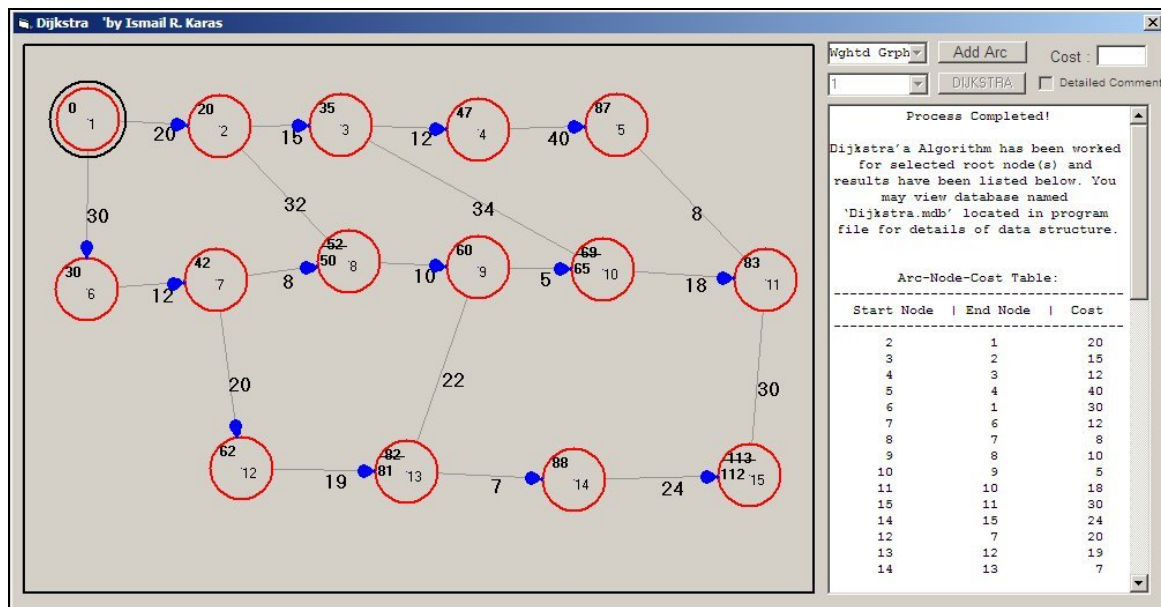 Dijkstra 'by Ismail R. Karas
Wghtd Grph
Add Arc
Cost :
1
DIJKSTRA
Detailed Comment
0
1
20
20
2
15
35
3
12
47
4
40
87
5
30
32
34
8
30
6
12
42
7
8
52
50
8
10
60
9
5
69
65
10
18
83
11
20
22
30
62
12
19
82
81
13
7
88
14
24
113
112
15
Process Completed!
Dijkstra'a Algorithm has been worked
for selected root node(s) and
results have been listed below. You
may view database named
'Dijkstra.mdb' located in program
file for details of data structure.
Arc-Node-Cost Table:
Start Node | End Node | Cost
2 1 20
3 2 15
4 3 12
5 4 40
6 1 30
7 6 12
8 7 8
9 8 10
10 9 5
11 10 18
15 11 30
14 15 24
12 7 20
13 12 19
14 13 7